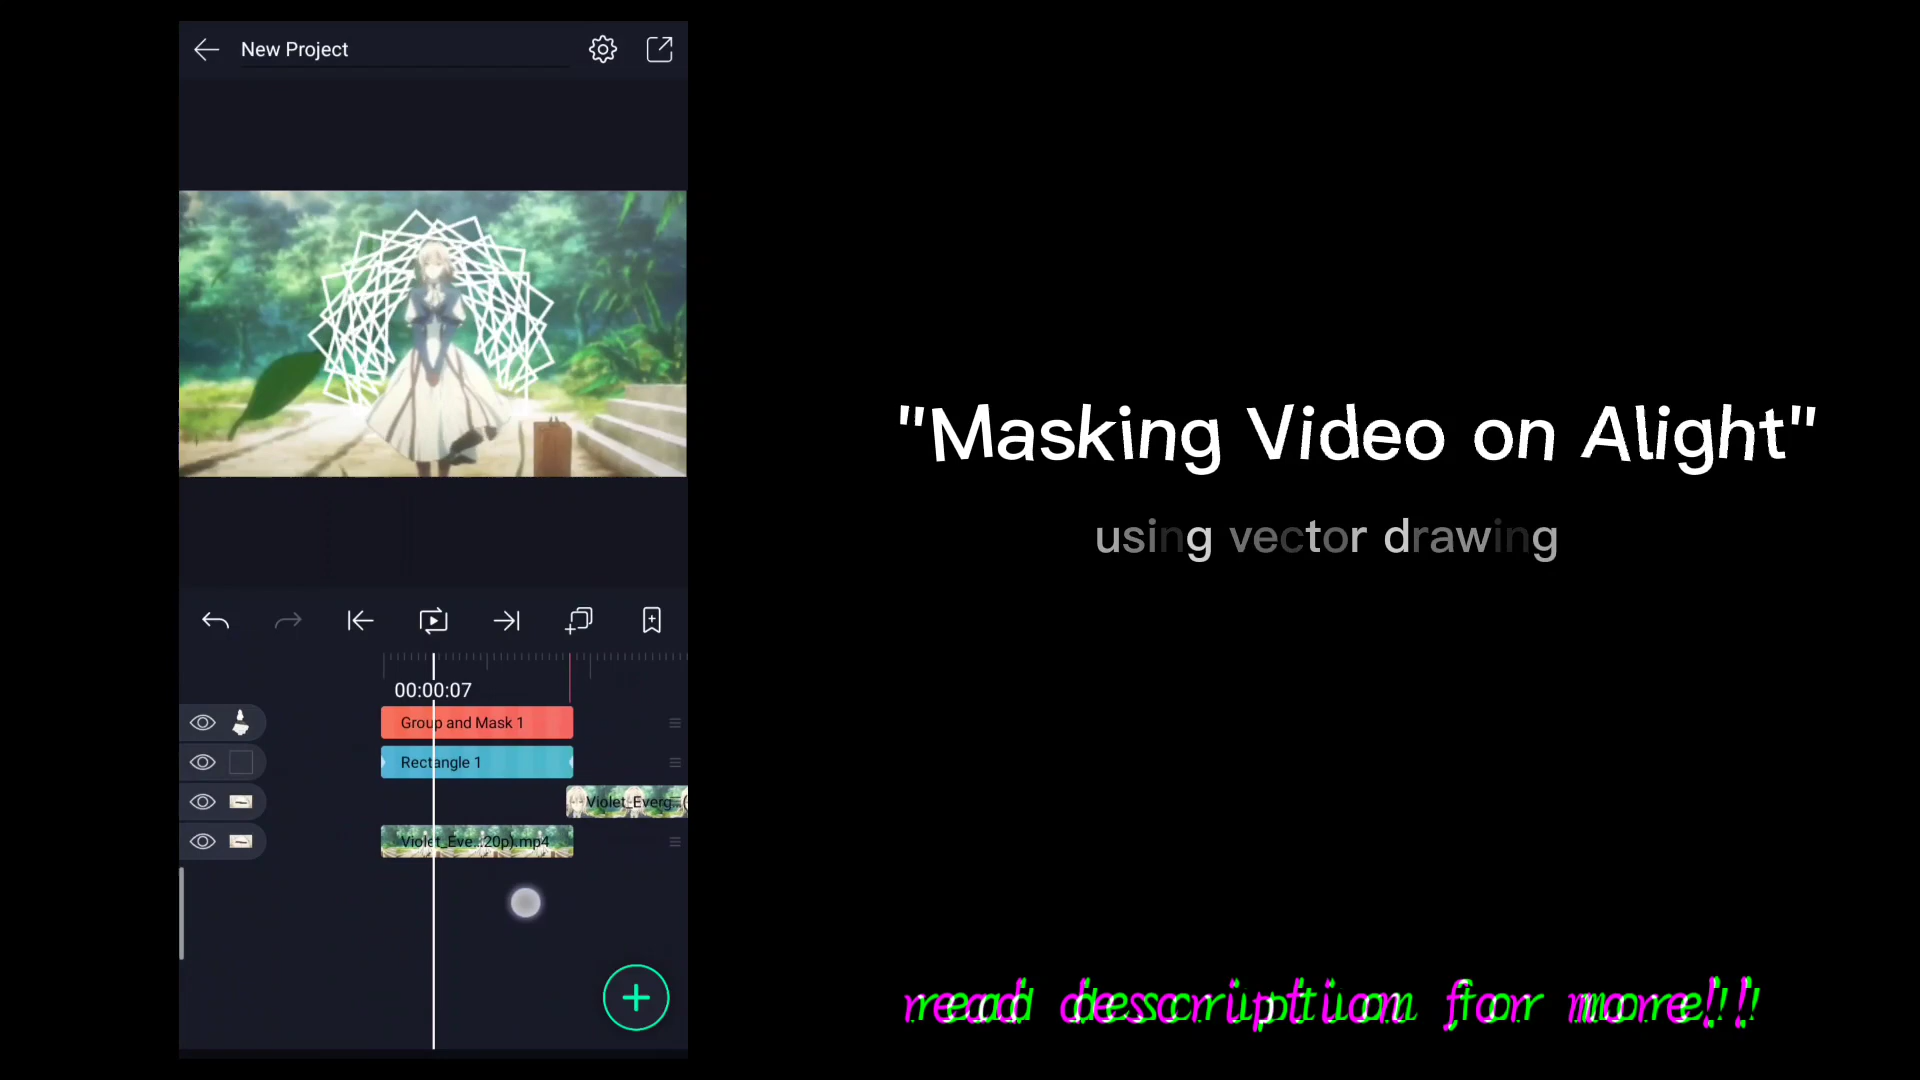 New Project
"Masking Video on Alight"
using vector drawing
00:00:07
Group and Mask 1
Rectangle 1
Violet_Everg...(
Violet_Eve...20p).mp4
read description for more!!!